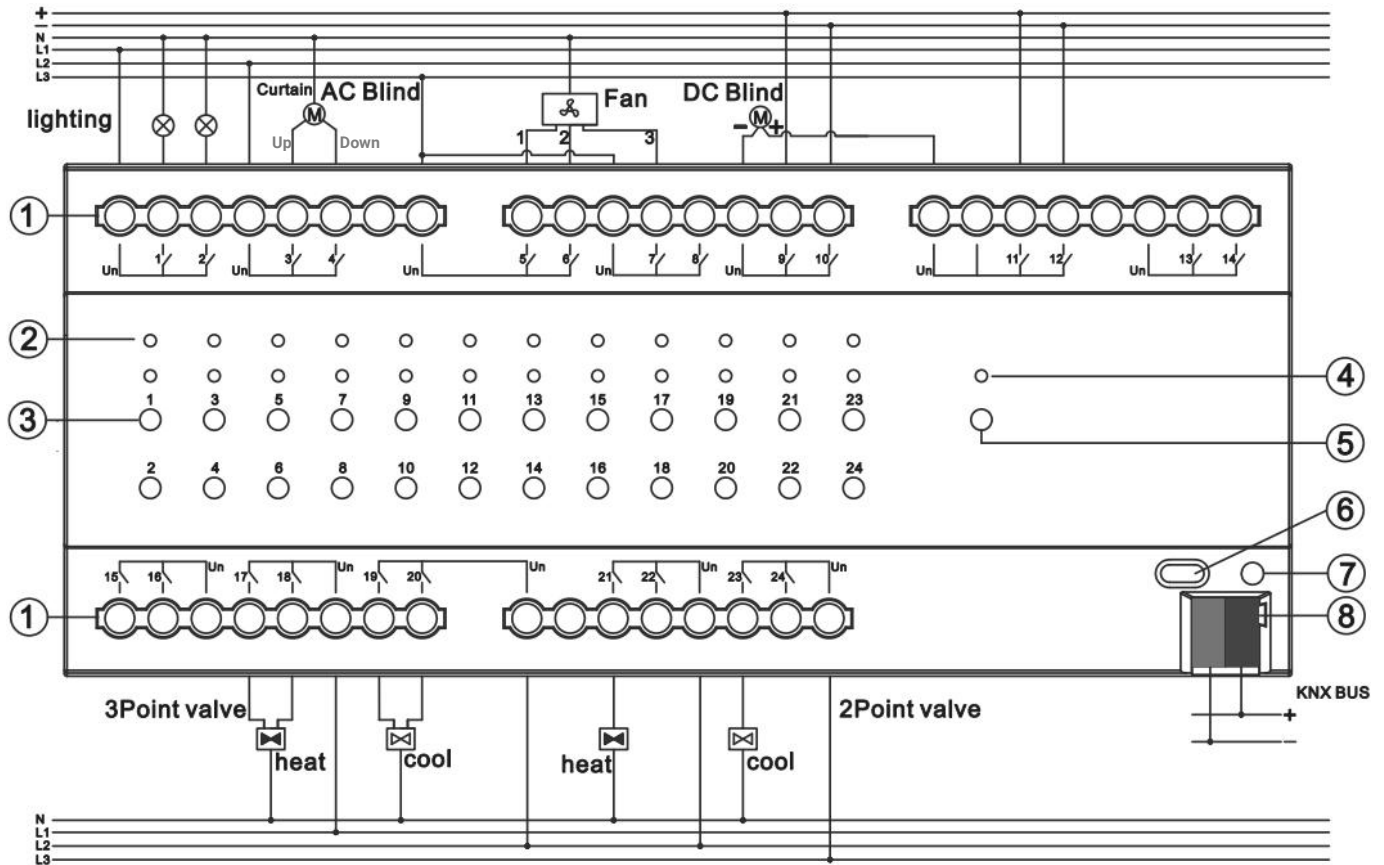 +
−
N
L1
L2
L3
Curtain AC Blind Fan DC Blind
lighting
M
M
− +
1 2 3
Up Down
1
Un 1 2 Un 3 4 Un 5 6 Un 7 8 Un 9 10 Un 11 12 Un 13 14
2
4
1 3 5 7 9 11 13 15 17 19 21 23
3
5
2 4 6 8 10 12 14 16 18 20 22 24
6
15 16 Un 17 18 Un 19 20 Un 21 22 Un 23 24 Un
7
1
8
3Point valve
2Point valve
KNX BUS
+
−
heat cool heat cool
N
L1
L2
L3